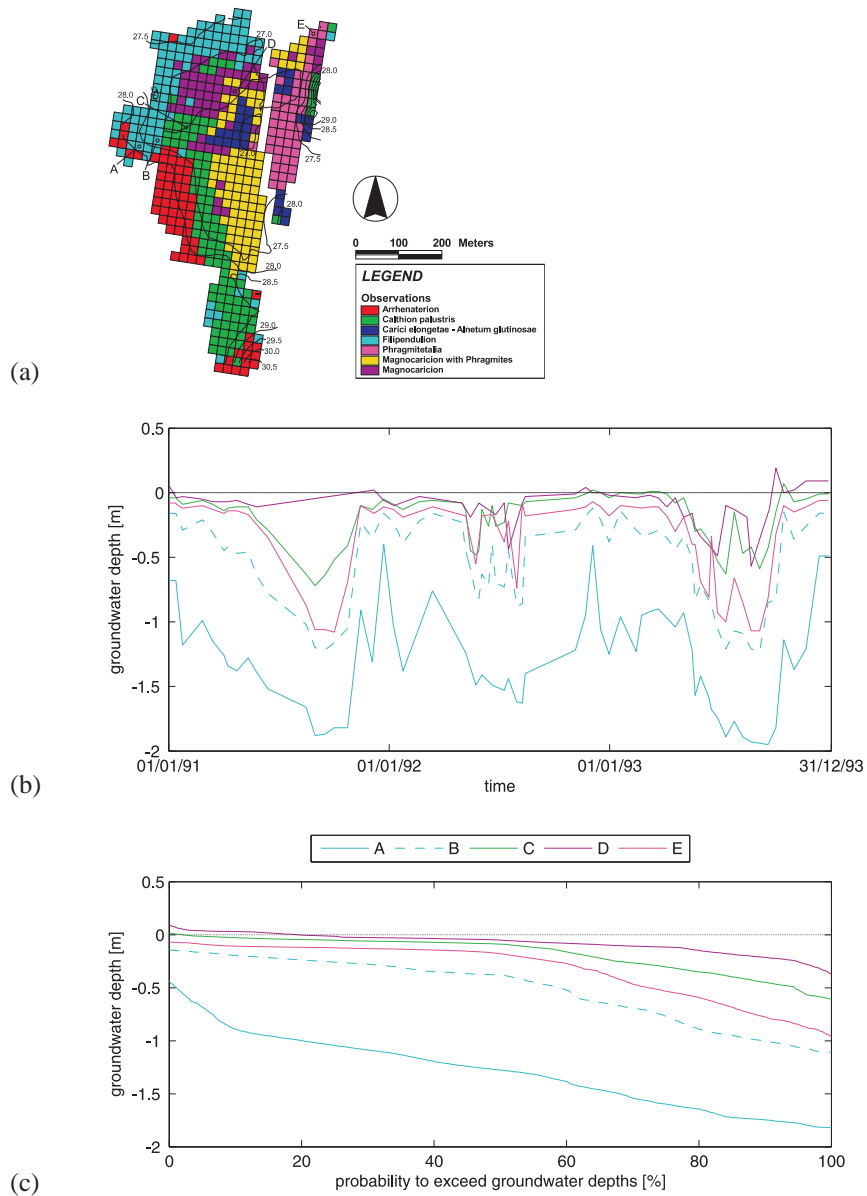 E
27.5
27.0
D
28.0
28.0
C
29.0
28.5
27.0
27.5
A
B
28.0
27.5
28.0
28.5
29.0
29.5
30.0
30.5
0 100 200 Meters
LEGEND
Observations
Arrhenaterion
Calthion palustris
Carici elongetae - Alnetum glutinosae
Filipendulion
Phragmitetalia
Magnocaricion with Phragmites
Magnocaricion
(a)
0.5
0
-0.5
-1
-1.5
-2
groundwater depth [m]
01/01/91 01/01/92 01/01/93 31/12/93
time
(b)
A B C D E
0.5
0
-0.5
-1
-1.5
-2
groundwater depth [m]
0 20 40 60 80 100
probability to exceed groundwater depths [%]
(c)